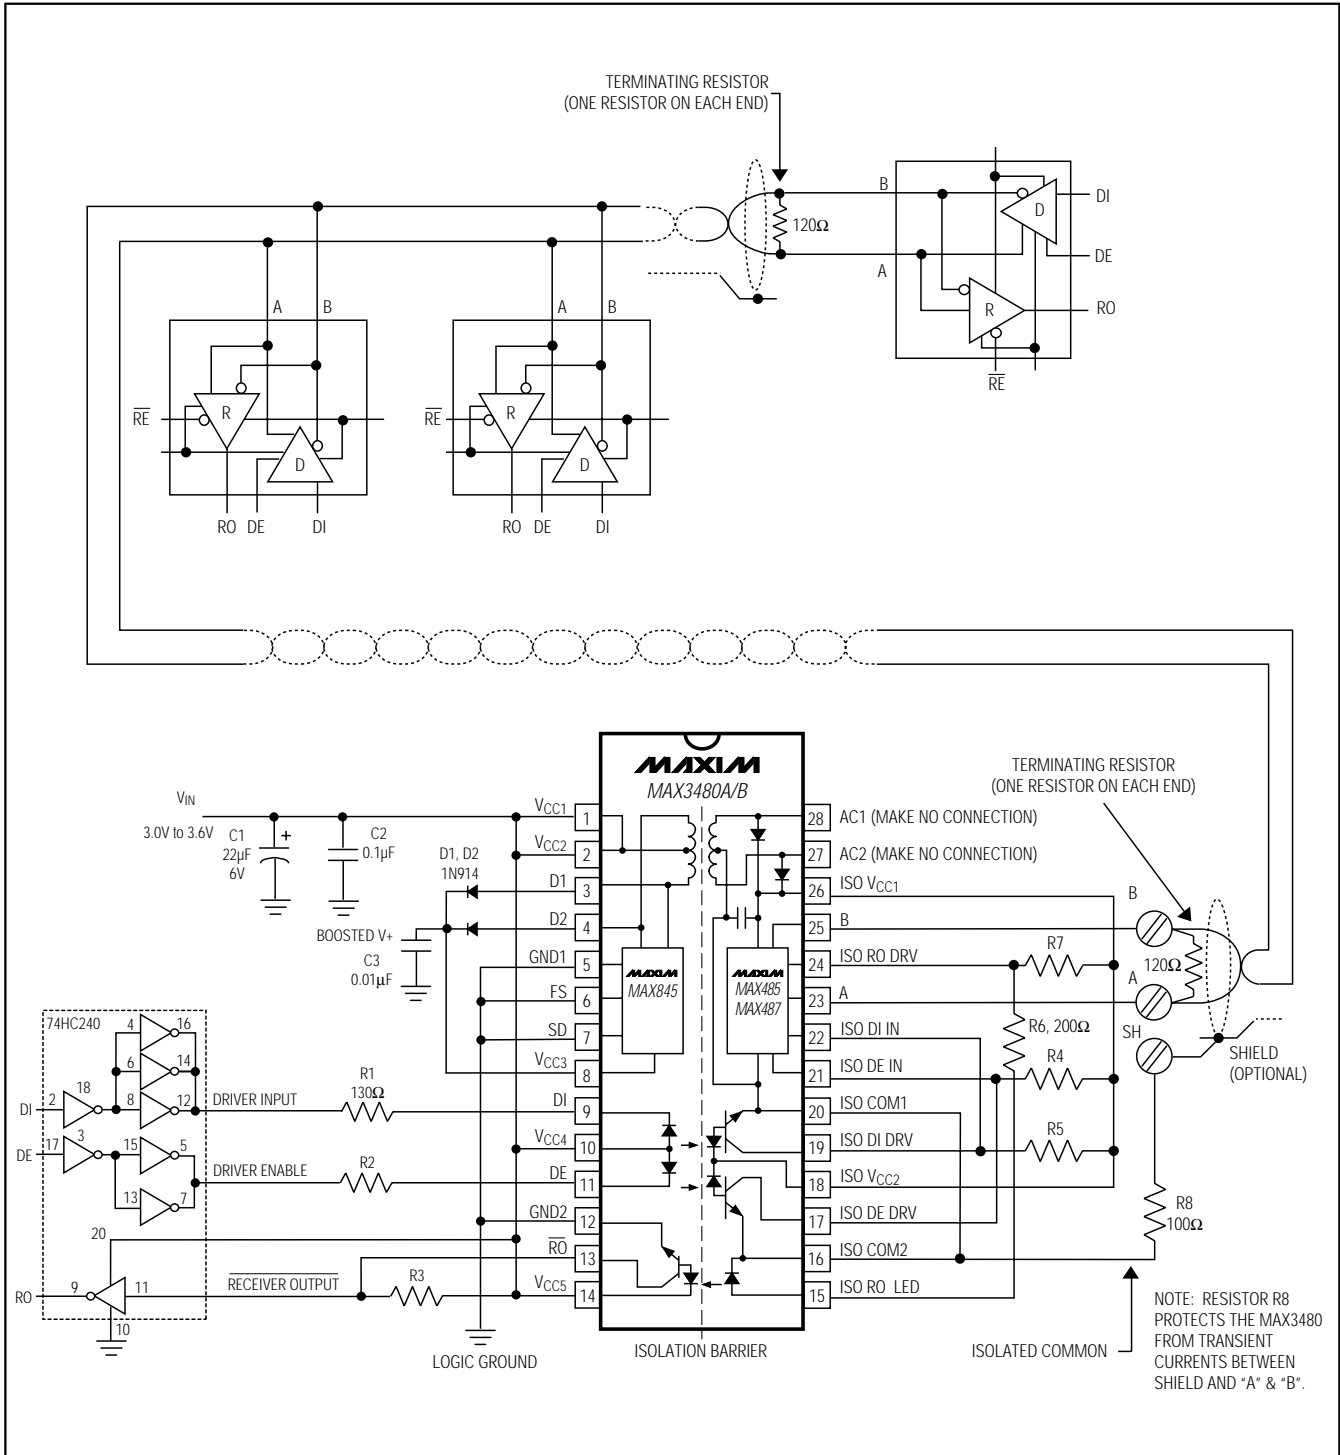 TERMINATING RESISTOR
(ONE RESISTOR ON EACH END)
B
120Ω
A
D
DI
DE
R
RO
RE
A B
RE
R
D
RO DE DI
A B
RE
R
D
RO DE DI
MAXIM
MAX3480A/B
TERMINATING RESISTOR
(ONE RESISTOR ON EACH END)
VIN
3.0V to 3.6V
C1
22µF
6V
+
C2
0.1µF
D1, D2
1N914
BOOSTED V+
C3
0.01µF
VCC1
1
VCC2
2
D1
3
D2
4
GND1
5
FS
6
SD
7
VCC3
8
DI
9
VCC4
10
DE
11
GND2
12
RO
13
VCC5
14
MAXIM
MAX845
MAXIM
MAX485
MAX487
28
AC1 (MAKE NO CONNECTION)
27
AC2 (MAKE NO CONNECTION)
26
ISO VCC1
25
B
24
ISO RO DRV
23
A
22
ISO DI IN
21
ISO DE IN
20
ISO COM1
19
ISO DI DRV
18
ISO VCC2
17
ISO DE DRV
16
ISO COM2
15
ISO RO LED
R7
R6, 200Ω
R4
R5
R8
100Ω
B
120Ω
A
SH
SHIELD
(OPTIONAL)
74HC240
4
16
6
14
18
8
12
DI
2
DE
17
3
15
5
13
7
20
RO
9
11
10
DRIVER INPUT
R1
130Ω
DRIVER ENABLE
R2
RECEIVER OUTPUT
R3
LOGIC GROUND
ISOLATION BARRIER
ISOLATED COMMON
NOTE: RESISTOR R8
PROTECTS THE MAX3480
FROM TRANSIENT
CURRENTS BETWEEN
SHIELD AND "A" & "B".